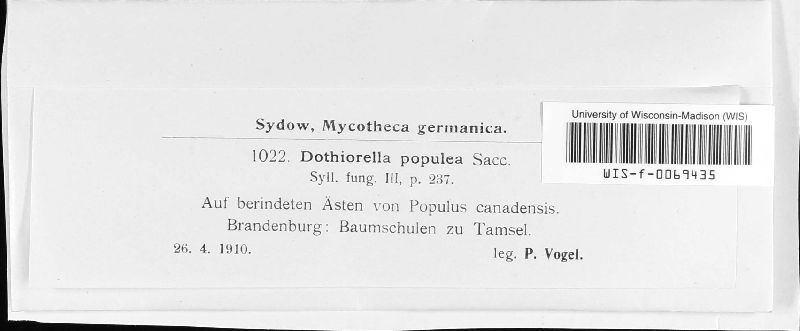 Sydow, Mycotheca germanica.
University of Wisconsin-Madison (WIS)
WIS-f-0069435
1022. Dothiorella populea Sacc.
Syll. fung. III, p. 237.
Auf berindeten Ästen von Populus canadensis.
Brandenburg: Baumschulen zu Tamsel.
26. 4. 1910. leg. P. Vogel.